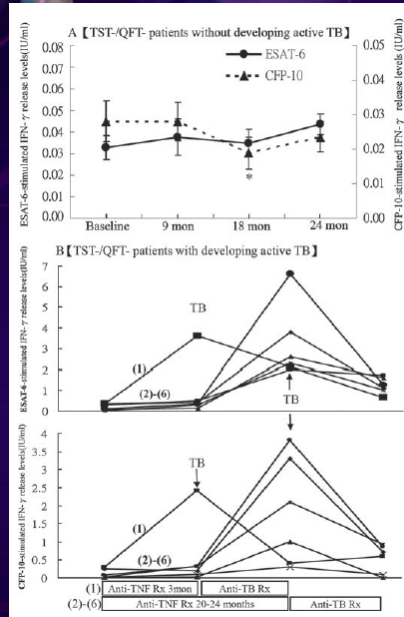 A【TST-/QFT- patients without developing active TB】
ESAT-6-stimulated IFN- γ release levels(IU/ml)
0.08
0.07
0.06
0.05
0.04
0.03
0.02
0.01
0.00
ESAT-6
CFP-10
*
0.05
0.04
0.03
0.02
0.01
0.00
CFP-10-stimulated IFN- γ release levels (IU/ml)
Baseline 9 mon 18 mon 24 mon
B【TST-/QFT- patients with developing active TB】
ESAT-6-stimulated IFN- γ release levels(IU/ml)
7
6
5
4
3
2
1
0
TB
(1)
(2)-(6)
TB
CFP-10-stimulated IFN- γ release levels(IU/ml)
4
3.5
3
2.5
2
1.5
1
0.5
0
TB
(1)
(2)-(6)
(1) Anti-TNF Rx 3mon Anti-TB Rx
(2)-(6) Anti-TNF Rx 20-24 months Anti-TB Rx